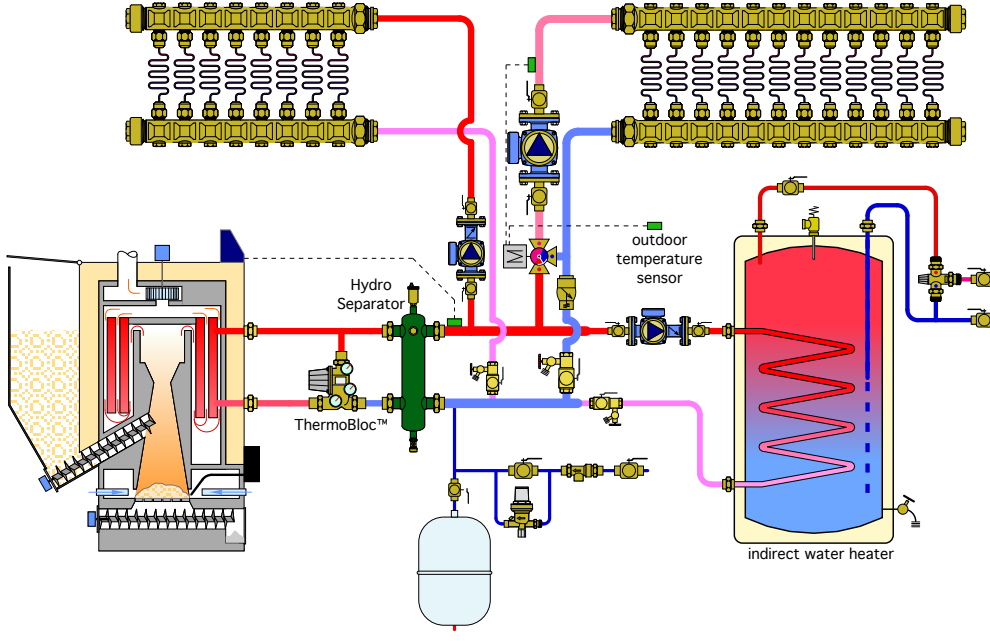 outdoor
temperature
sensor
Hydro
Separator
M
ThermoBloc™
indirect water heater